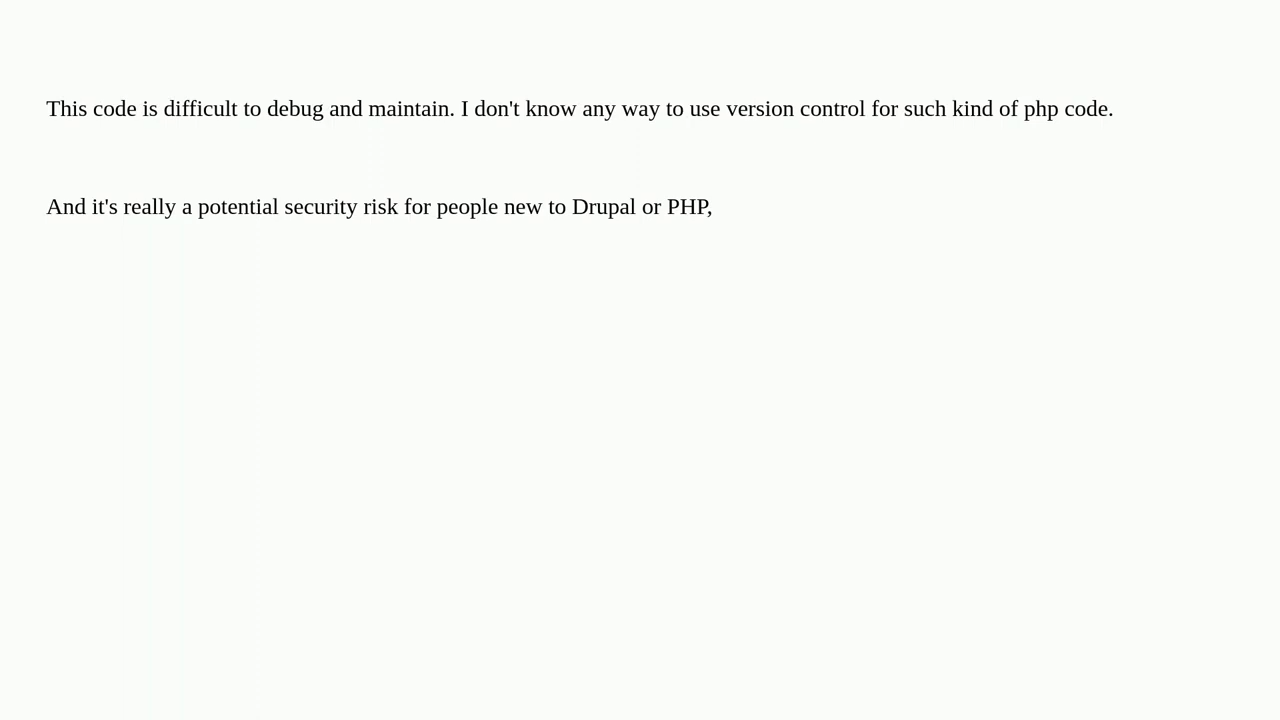 This code is difficult to debug and maintain. I don't know any way to use version control for such kind of php code.
And it's really a potential security risk for people new to Drupal or PHP,